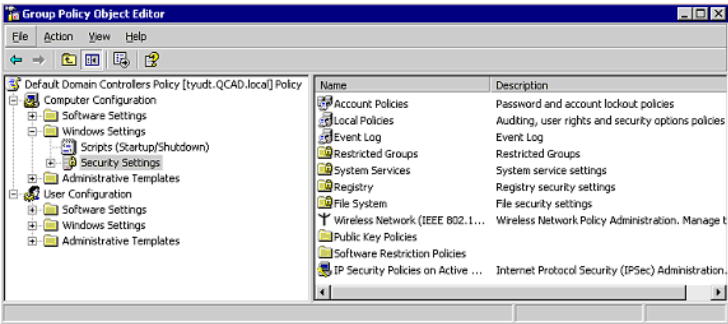 Group Policy Object Editor
File Action View Help
Default Domain Controllers Policy [tyudt.QCAD.local] Policy
Computer Configuration
Software Settings
Windows Settings
Scripts (Startup/Shutdown)
Security Settings
Administrative Templates
User Configuration
Software Settings
Windows Settings
Administrative Templates
Name Description
Account Policies Password and account lockout policies
Local Policies Auditing, user rights and security options policies
Event Log Event Log
Restricted Groups Restricted Groups
System Services System service settings
Registry Registry security settings
File System File security settings
Wireless Network (IEEE 802.1... Wireless Network Policy Administration. Manage t
Public Key Policies
Software Restriction Policies
IP Security Policies on Active ... Internet Protocol Security (IPSec) Administration.